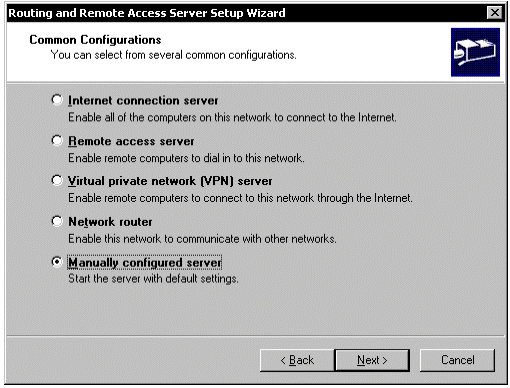 Routing and Remote Access Server Setup Wizard
Common Configurations
You can select from several common configurations.
Internet connection server
Enable all of the computers on this network to connect to the Internet.
Remote access server
Enable remote computers to dial in to this network.
Virtual private network (VPN) server
Enable remote computers to connect to this network through the Internet.
Network router
Enable this network to communicate with other networks.
Manually configured server
Start the server with default settings.
< Back Next > Cancel